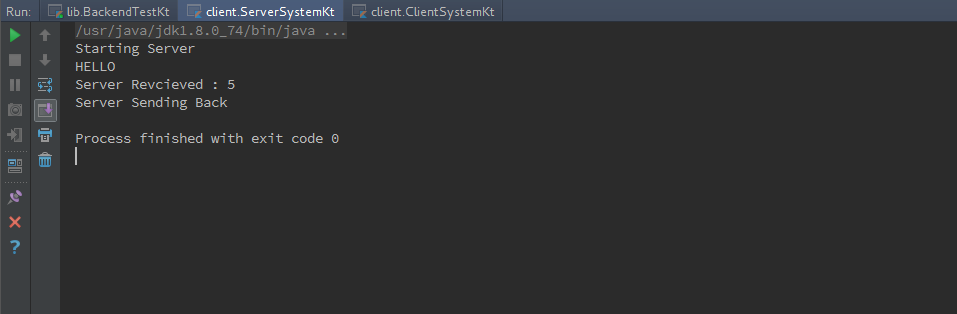 Run: lib.BackendTestKt client.ServerSystemKt client.ClientSystemKt
/usr/java/jdk1.8.0_74/bin/java ...
Starting Server
HELLO
Server Revcieved : 5
Server Sending Back
Process finished with exit code 0